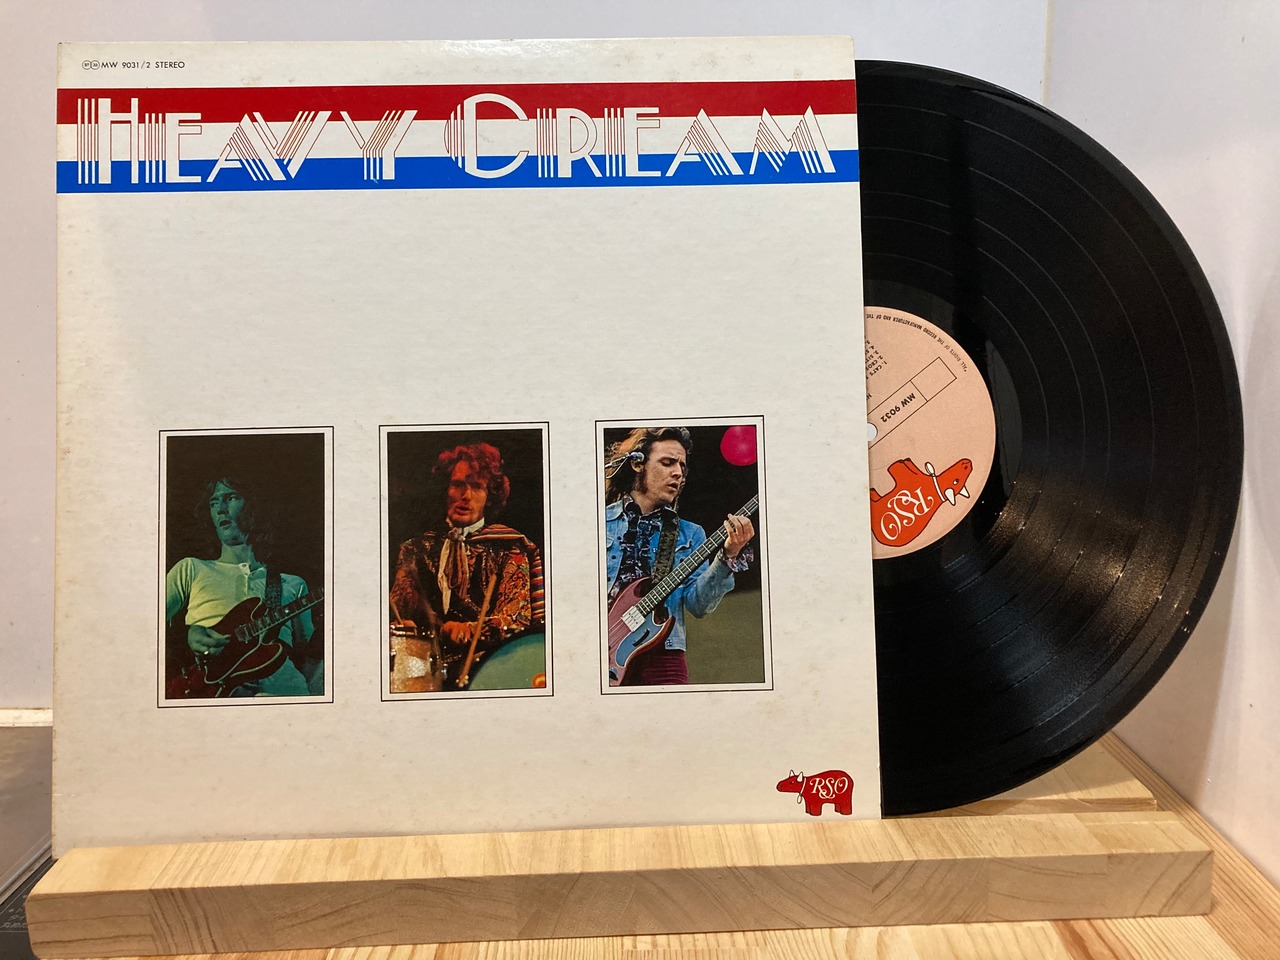 MW 9031/2 STEREO
HEAVY CREAM
RSO
MW 9032
RSO